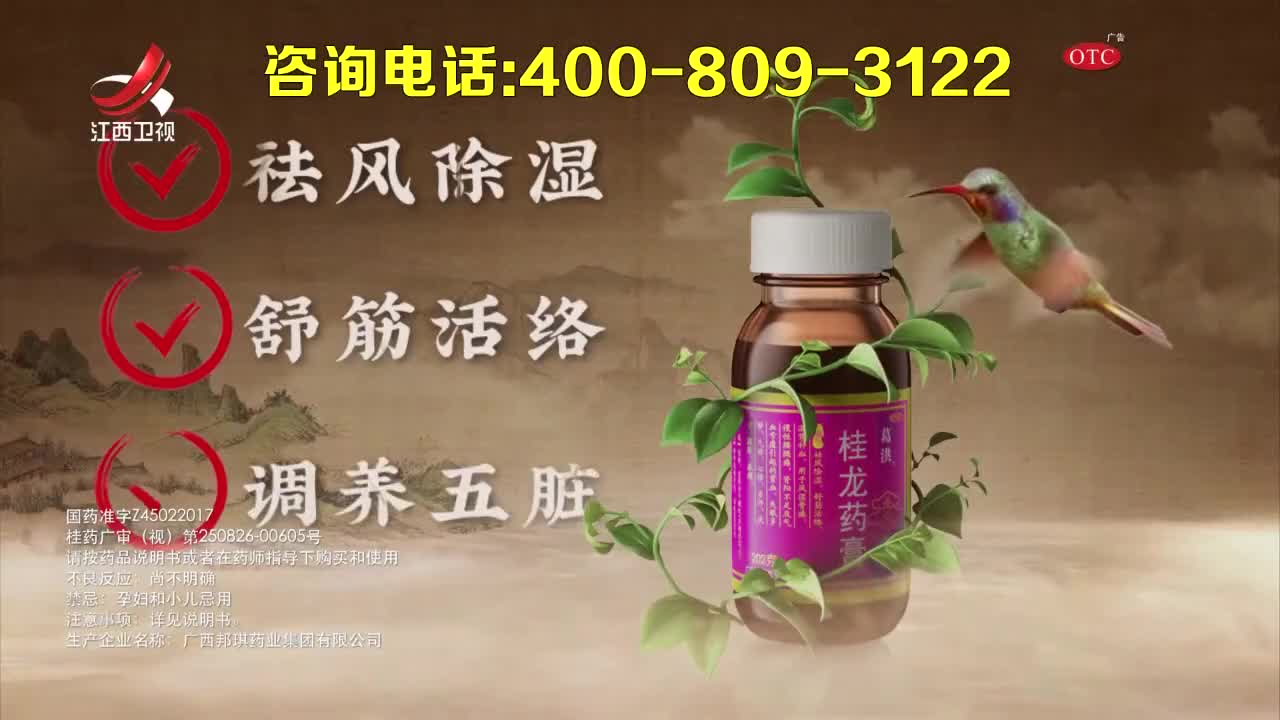 咨询电话:400-809-3122
广告
OTC
江西卫视
祛风除湿
舒筋活络
调养五脏
国药准字Z45022017
桂药广审（视）第250826-00605号
请按药品说明书或者在药师指导下购买和使用
不良反应：尚不明确
禁忌：孕妇和小儿忌用
注意事项：详见说明书。
生产企业名称：广西邦琪药业集团有限公司
葛洪
桂龙药膏
202克